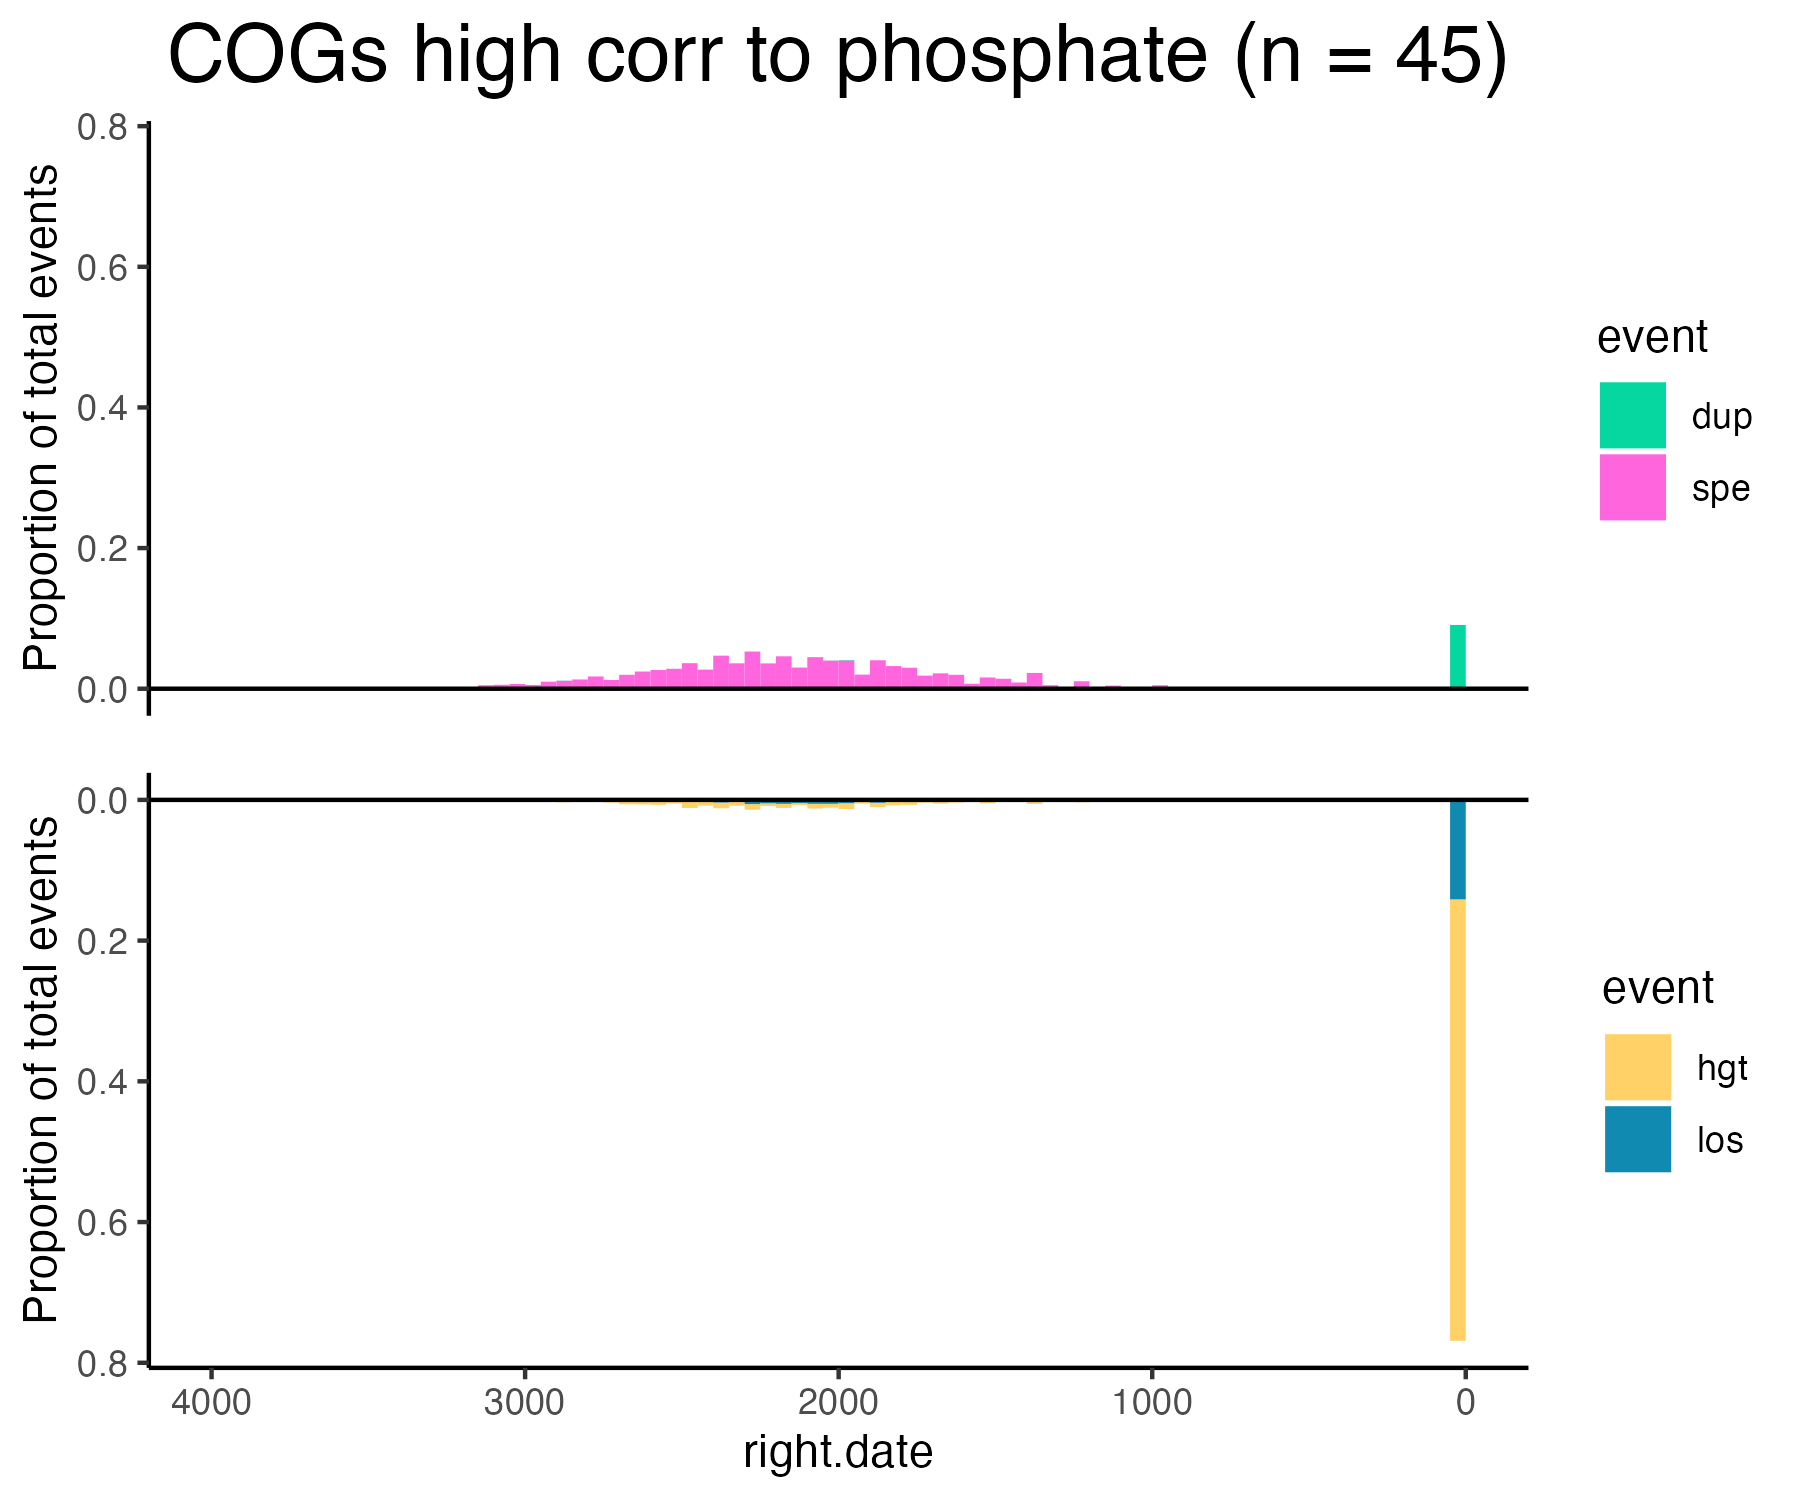 COGs high corr to phosphate (n = 45)
Proportion of total events
0.8
0.6
0.4
0.2
0.0
event
dup
spe
Proportion of total events
0.0
0.2
0.4
0.6
0.8
event
hgt
los
4000 3000 2000 1000 0
right.date